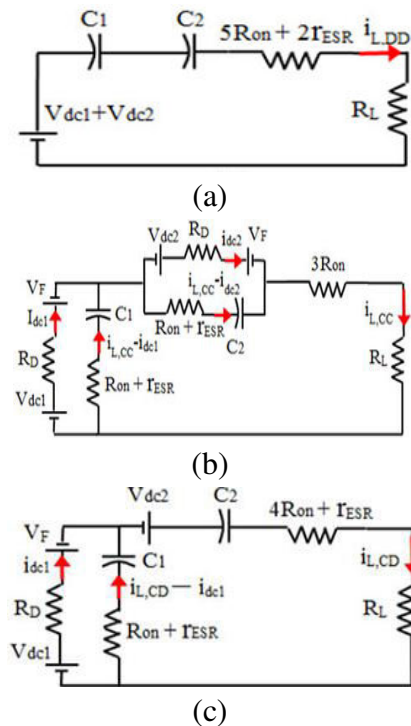 C1 C2
5Ron + 2rESR iL,DD
Vdc1+Vdc2
RL
(a)
Vdc2 RD idc2 VF
VF
C1
iL,CC-idc2
3Ron
Idc1
iL,CC-idc1
Ron + rESR
C2
iL,CC
RD
Ron + rESR
RL
Vdc1
(b)
Vdc2 C2
4Ron + rESR
VF
C1
idc1
iL,CD − idc1
iL,CD
RD
Ron + rESR
RL
Vdc1
(c)